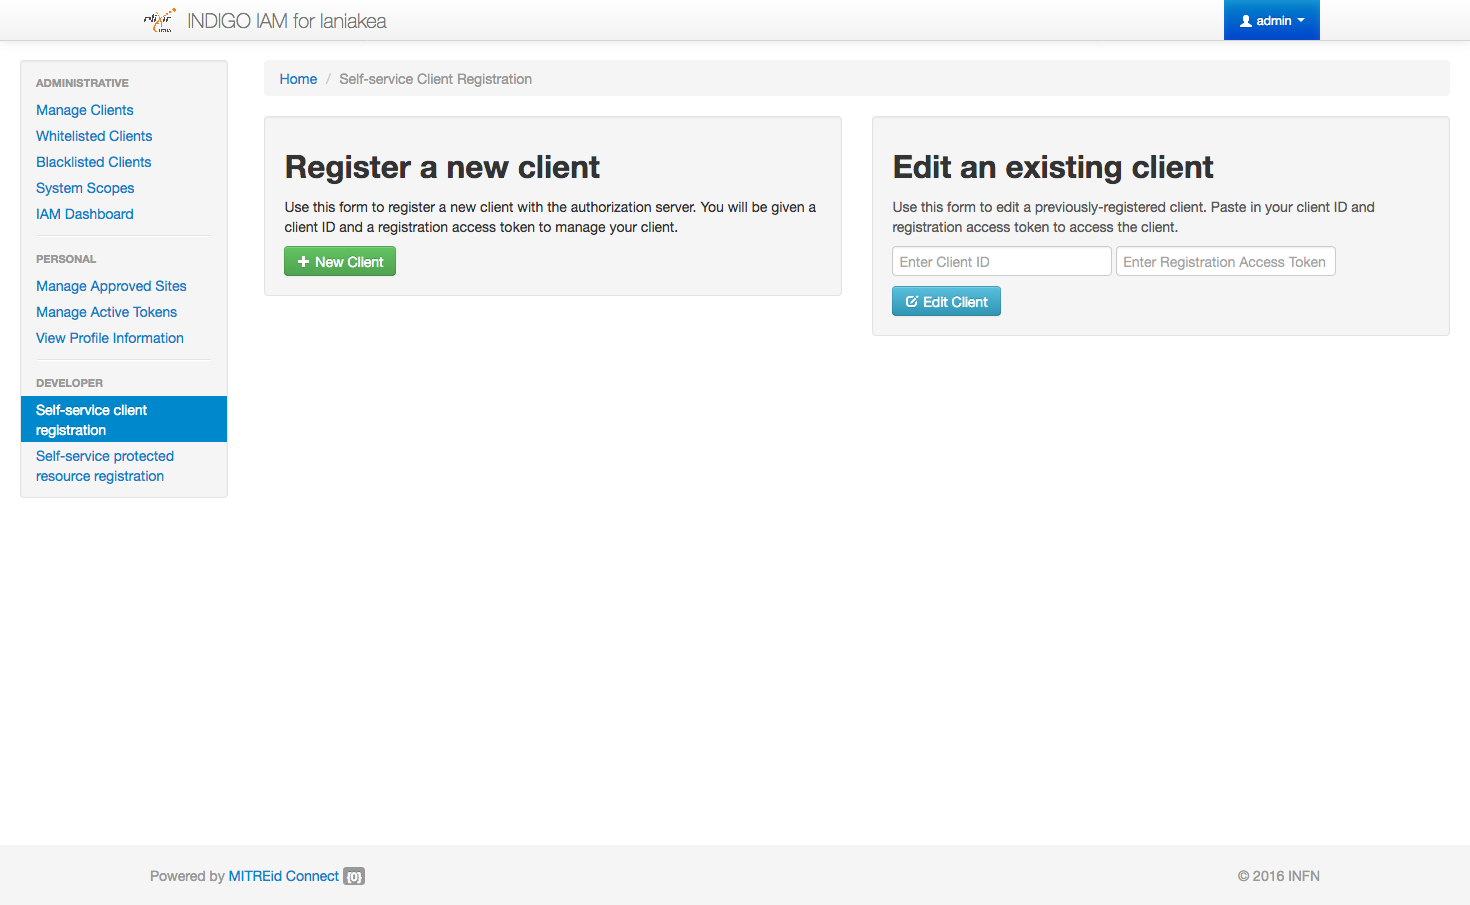 elixir
INDIGO IAM for laniakea
admin
ADMINISTRATIVE
Manage Clients
Whitelisted Clients
Blacklisted Clients
System Scopes
IAM Dashboard
PERSONAL
Manage Approved Sites
Manage Active Tokens
View Profile Information
DEVELOPER
Self-service client
registration
Self-service protected
resource registration
Home / Self-service Client Registration
Register a new client
Use this form to register a new client with the authorization server. You will be given a
client ID and a registration access token to manage your client.
New Client
Edit an existing client
Use this form to edit a previously-registered client. Paste in your client ID and
registration access token to access the client.
Enter Client ID
Enter Registration Access Token
Edit Client
Powered by MITREid Connect {0}
© 2016 INFN